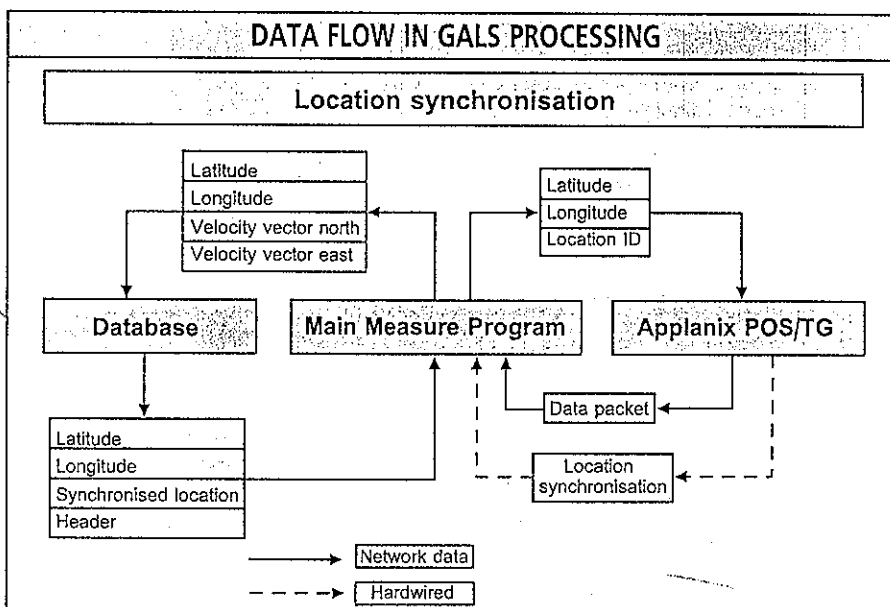 DATA FLOW IN GALS PROCESSING
Location synchronisation
Latitude
Longitude
Velocity vector north
Velocity vector east
Latitude
Longitude
Location ID
Database
Main Measure Program
Applanix POS/TG
Data packet
Latitude
Longitude
Synchronised location
Header
Location
synchronisation
Network data
Hardwired